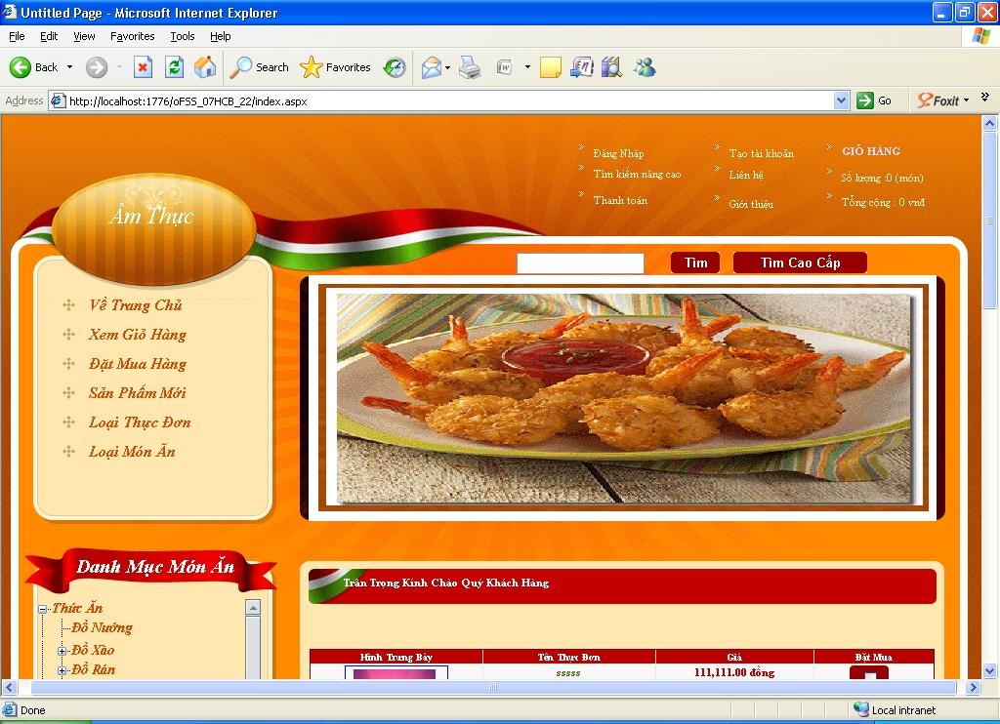 Untitled Page - Microsoft Internet Explorer
File Edit View Favorites Tools Help
Back Search Favorites
Address http://localhost:1776/oFSS_07HCB_22/index.aspx Go Foxit
Đăng Nhập Tạo tài khoản GIỎ HÀNG
Tìm kiếm nâng cao Liên hệ Số lượng :0 (món)
Thanh toán Giới thiệu Tổng cộng : 0 vnđ
Ẩm Thực
Tìm Tìm Cao Cấp
Về Trang Chủ
Xem Giỏ Hàng
Đặt Mua Hàng
Sản Phẩm Mới
Loại Thực Đơn
Loại Món Ăn
Danh Mục Món Ăn
Trân Trọng Kính Chào Quý Khách Hàng
Thức Ăn
Đồ Nướng
Đồ Xào
Đồ Rán
Hình Trưng Bày Tên Thực Đơn Giá Đặt Mua
sssss 111,111.00 đồng
Done Local intranet